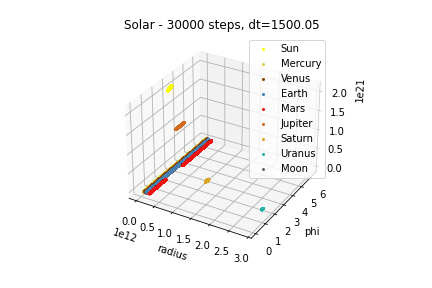 Solar - 30000 steps, dt=1500.05
Sun
Mercury
Venus
Earth
Mars
Jupiter
Saturn
Uranus
Moon
1e21
2.0
1.5
1.0
0.5
0.0
6
5
4
3
2
1
0
phi
0.0
0.5
1.0
1.5
2.0
2.5
3.0
1e12
radius